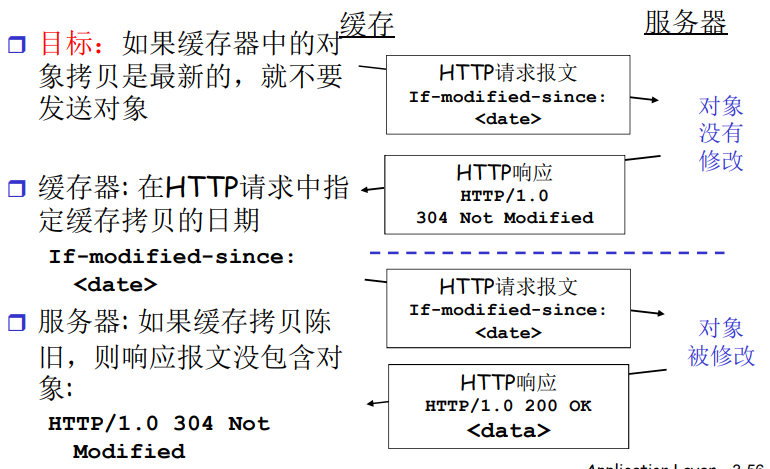 缓存
服务器
目标：如果缓存器中的对
象拷贝是最新的，就不要
发送对象
缓存器: 在HTTP请求中指
定缓存拷贝的日期
If-modified-since:
<date>
服务器: 如果缓存拷贝陈
旧，则响应报文没包含对
象:
HTTP/1.0 304 Not
Modified
HTTP请求报文
If-modified-since:
<date>
对象
没有
修改
HTTP响应
HTTP/1.0
304 Not Modified
HTTP请求报文
If-modified-since:
<date>
对象
被修改
HTTP响应
HTTP/1.0 200 OK
<data>